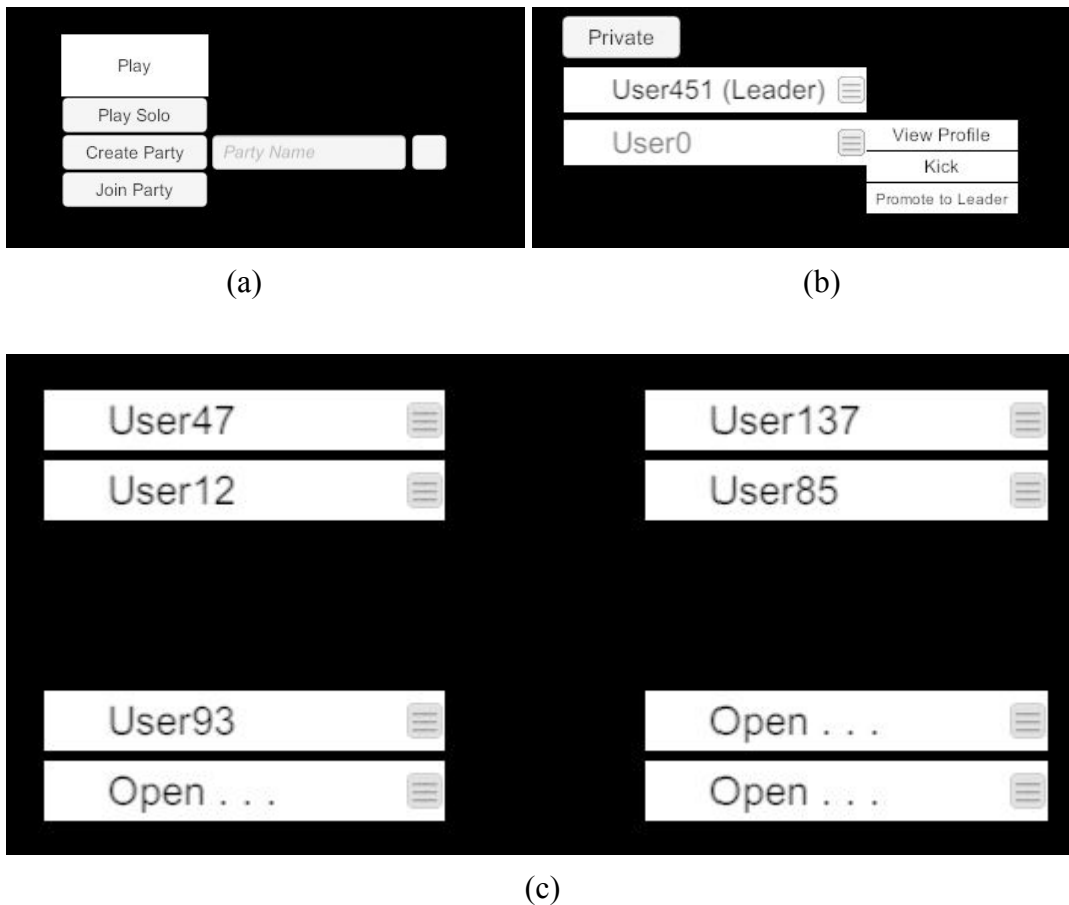 Play
Play Solo
Create Party
Party Name
Join Party
(a)
Private
User451 (Leader)
User0
View Profile
Kick
Promote to Leader
(b)
User47
User12
User137
User85
User93
Open . . .
Open . . .
Open . . .
(c)